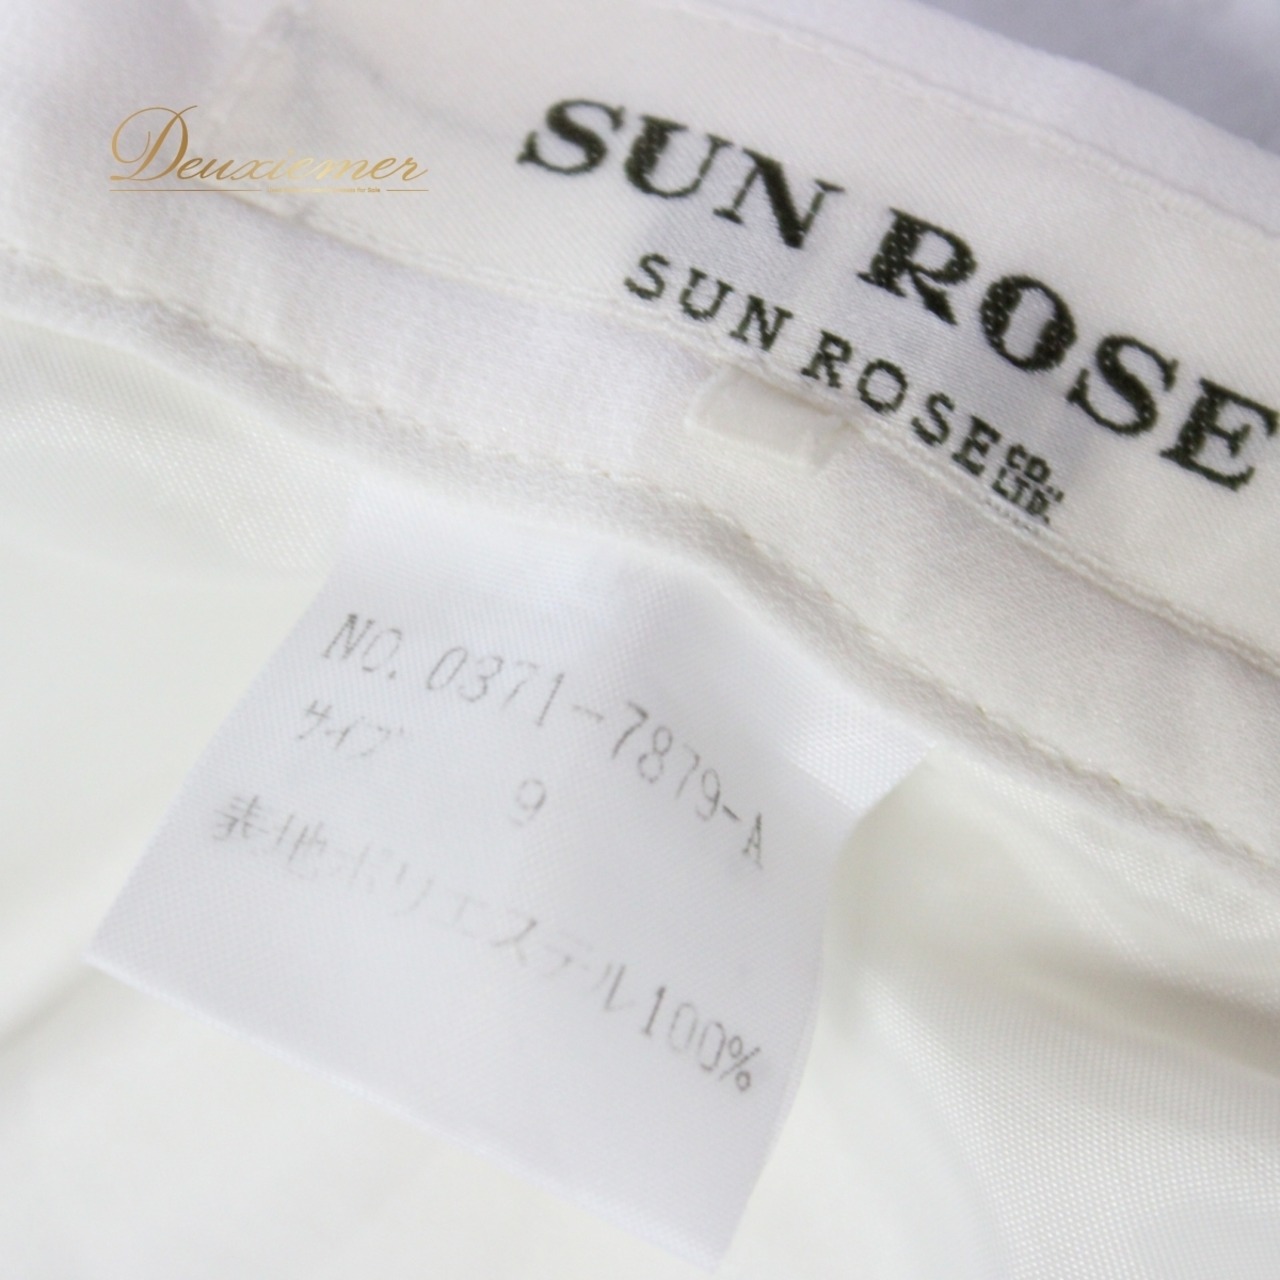 Deuxiemer
SUN ROSE
SUN ROSE CO., LTD.
NO. 0371-7879-A
サイズ 9
表地ポリエステル100%